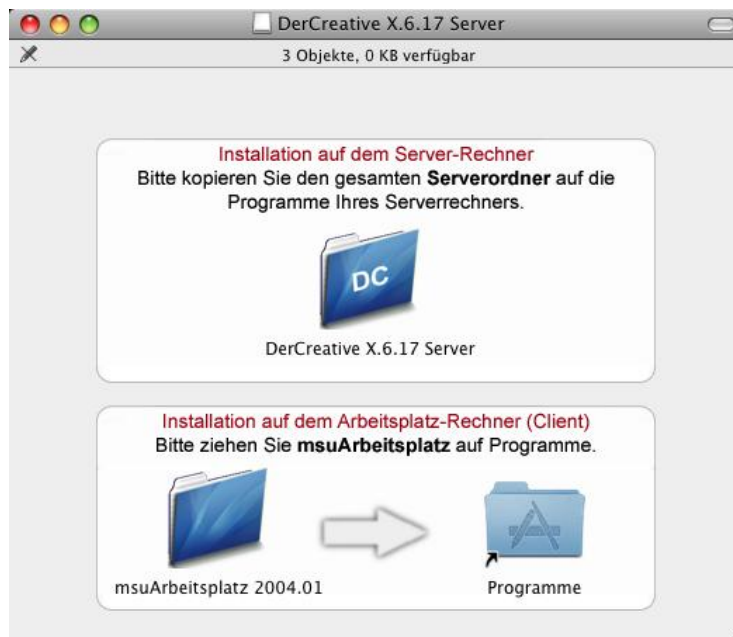 DerCreative X.6.17 Server
3 Objekte, 0 KB verfügbar
Installation auf dem Server-Rechner
Bitte kopieren Sie den gesamten Serverordner auf die
Programme Ihres Serverrechners.
DC
DerCreative X.6.17 Server
Installation auf dem Arbeitsplatz-Rechner (Client)
Bitte ziehen Sie msuArbeitsplatz auf Programme.
msuArbeitsplatz 2004.01
Programme